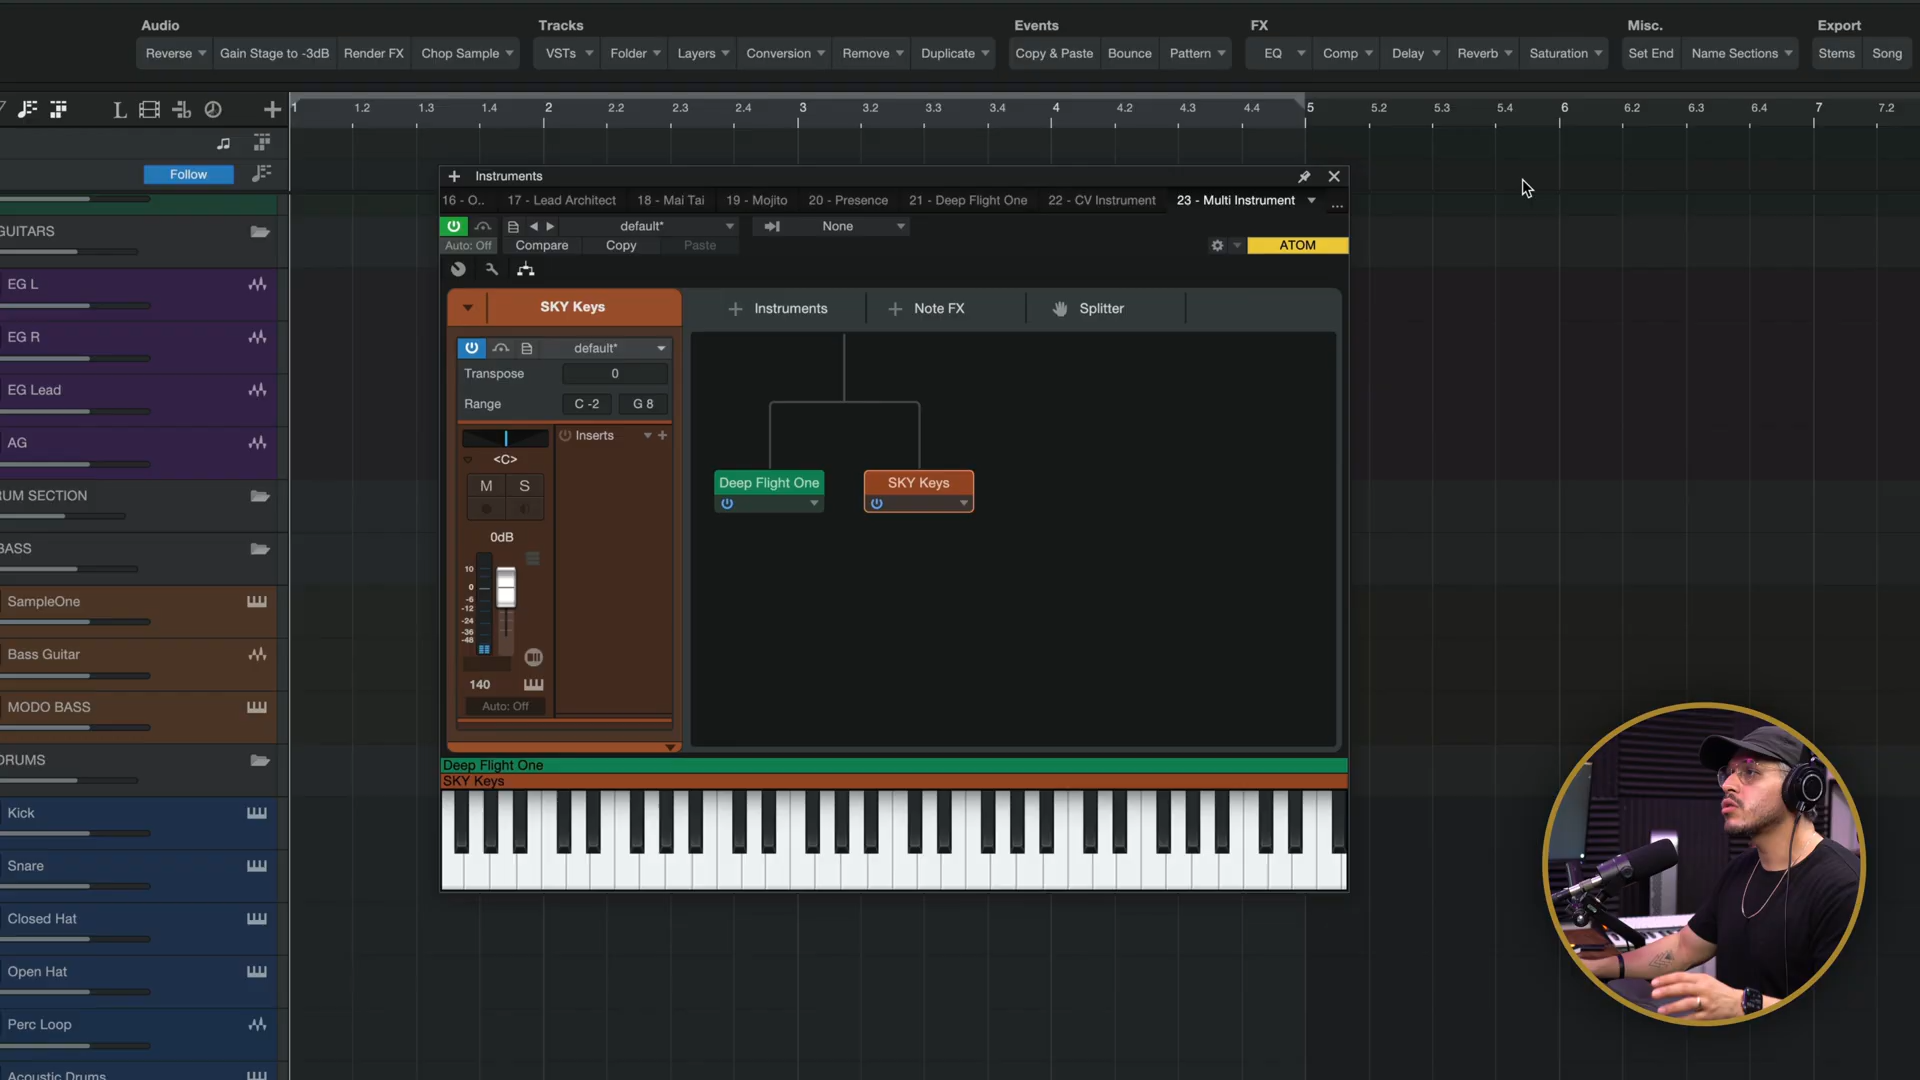 Audio
Tracks
Events
FX
Misc.
Export
Reverse
Gain Stage to -3dB
Render FX
Chop Sample
VSTs
Folder
Layers
Conversion
Remove
Duplicate
Copy & Paste
Bounce
Pattern
EQ
Comp
Delay
Reverb
Saturation
Set End
Name Sections
Stems
Song
1 1.2 1.3 1.4 2 2.2 2.3 2.4 3 3.2 3.3 3.4 4 4.2 4.3 4.4 5 5.2 5.3 5.4 6 6.2 6.3 6.4 7 7.2
Follow
GUITARS
EG L
EG R
EG Lead
AG
RUM SECTION
BASS
SampleOne
Bass Guitar
MODO BASS
DRUMS
Kick
Snare
Closed Hat
Open Hat
Perc Loop
Acoustic Drums
Instruments
16 - O..
17 - Lead Architect
18 - Mai Tai
19 - Mojito
20 - Presence
21 - Deep Flight One
22 - CV Instrument
23 - Multi Instrument
...
default*
None
Auto: Off
Compare
Copy
Paste
ATOM
SKY Keys
Instruments
Note FX
Splitter
default*
Transpose 0
Range C -2 G 8
Inserts
<C>
M S
0dB
10
0
-6
-12
-24
-36
-48
140
Auto: Off
Deep Flight One
SKY Keys
Deep Flight One
SKY Keys